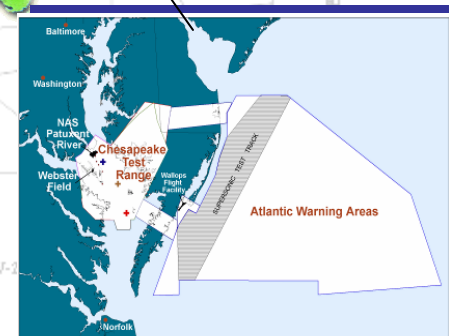 Baltimore
Washington
NAS
Patuxent
River
Chesapeake
Test
Range
Webster
Field
Wallops
Flight
Facility
SUPERSONIC TEST TRACK
Atlantic Warning Areas
Norfolk